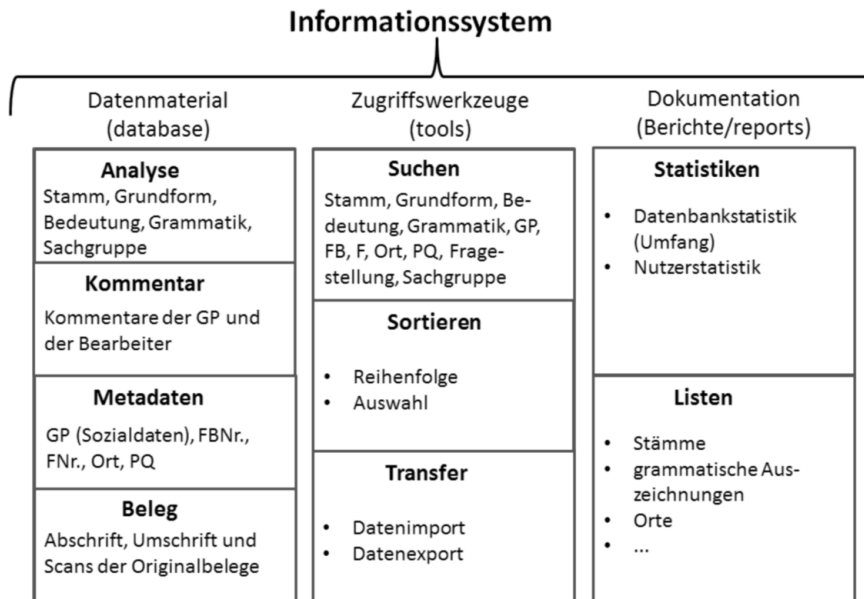 Informationssystem
Datenmaterial
(database)
Analyse
Stamm, Grundform,
Bedeutung, Grammatik,
Sachgruppe
Kommentar
Kommentare der GP und
der Bearbeiter
Metadaten
GP (Sozialdaten), FBNr.,
FNr., Ort, PQ
Beleg
Abschrift, Umschrift und
Scans der Originalbelege
Zugriffswerkzeuge
(tools)
Suchen
Stamm, Grundform, Be-
deutung, Grammatik, GP,
FB, F, Ort, PQ, Frage-
stellung, Sachgruppe
Sortieren
• Reihenfolge
• Auswahl
Transfer
• Datenimport
• Datenexport
Dokumentation
(Berichte/reports)
Statistiken
• Datenbankstatistik
(Umfang)
• Nutzerstatistik
Listen
• Stämme
• grammatische Aus-
zeichnungen
• Orte
• ...